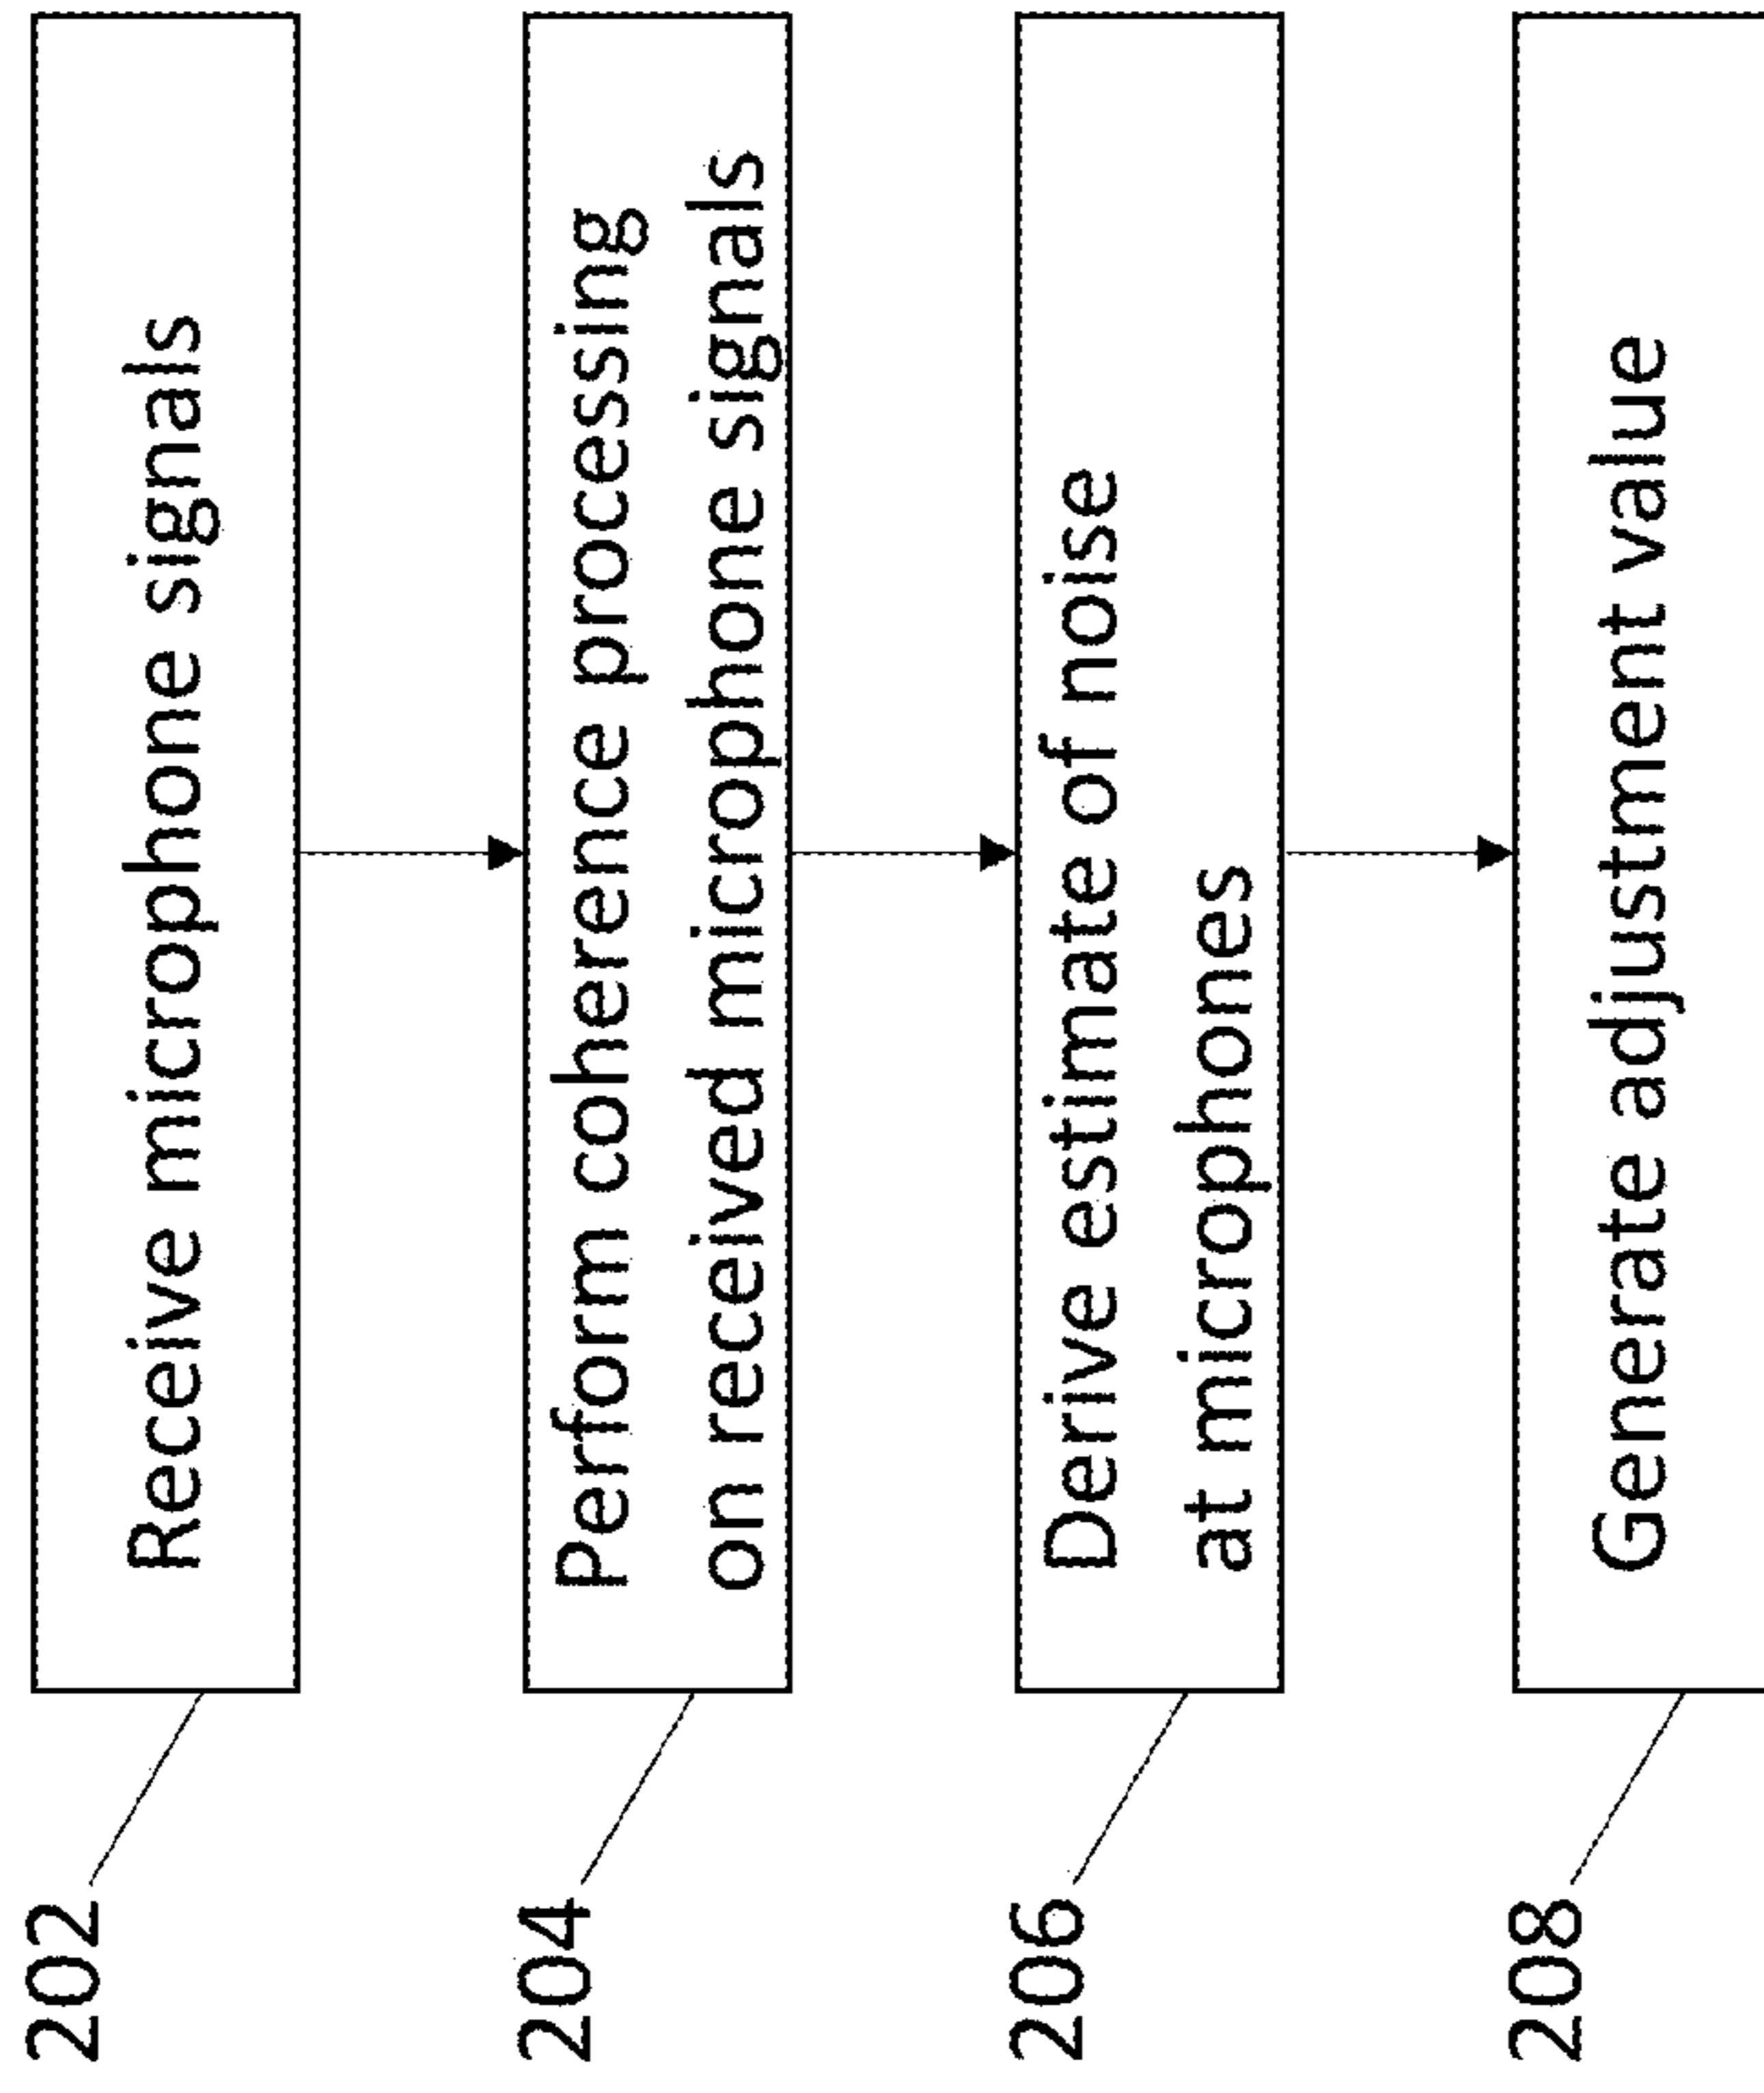 202
Receive microphone signals
204
Perform coherence processing
on received microphone signals
206
Derive estimate of noise
at microphones
208
Generate adjustment value